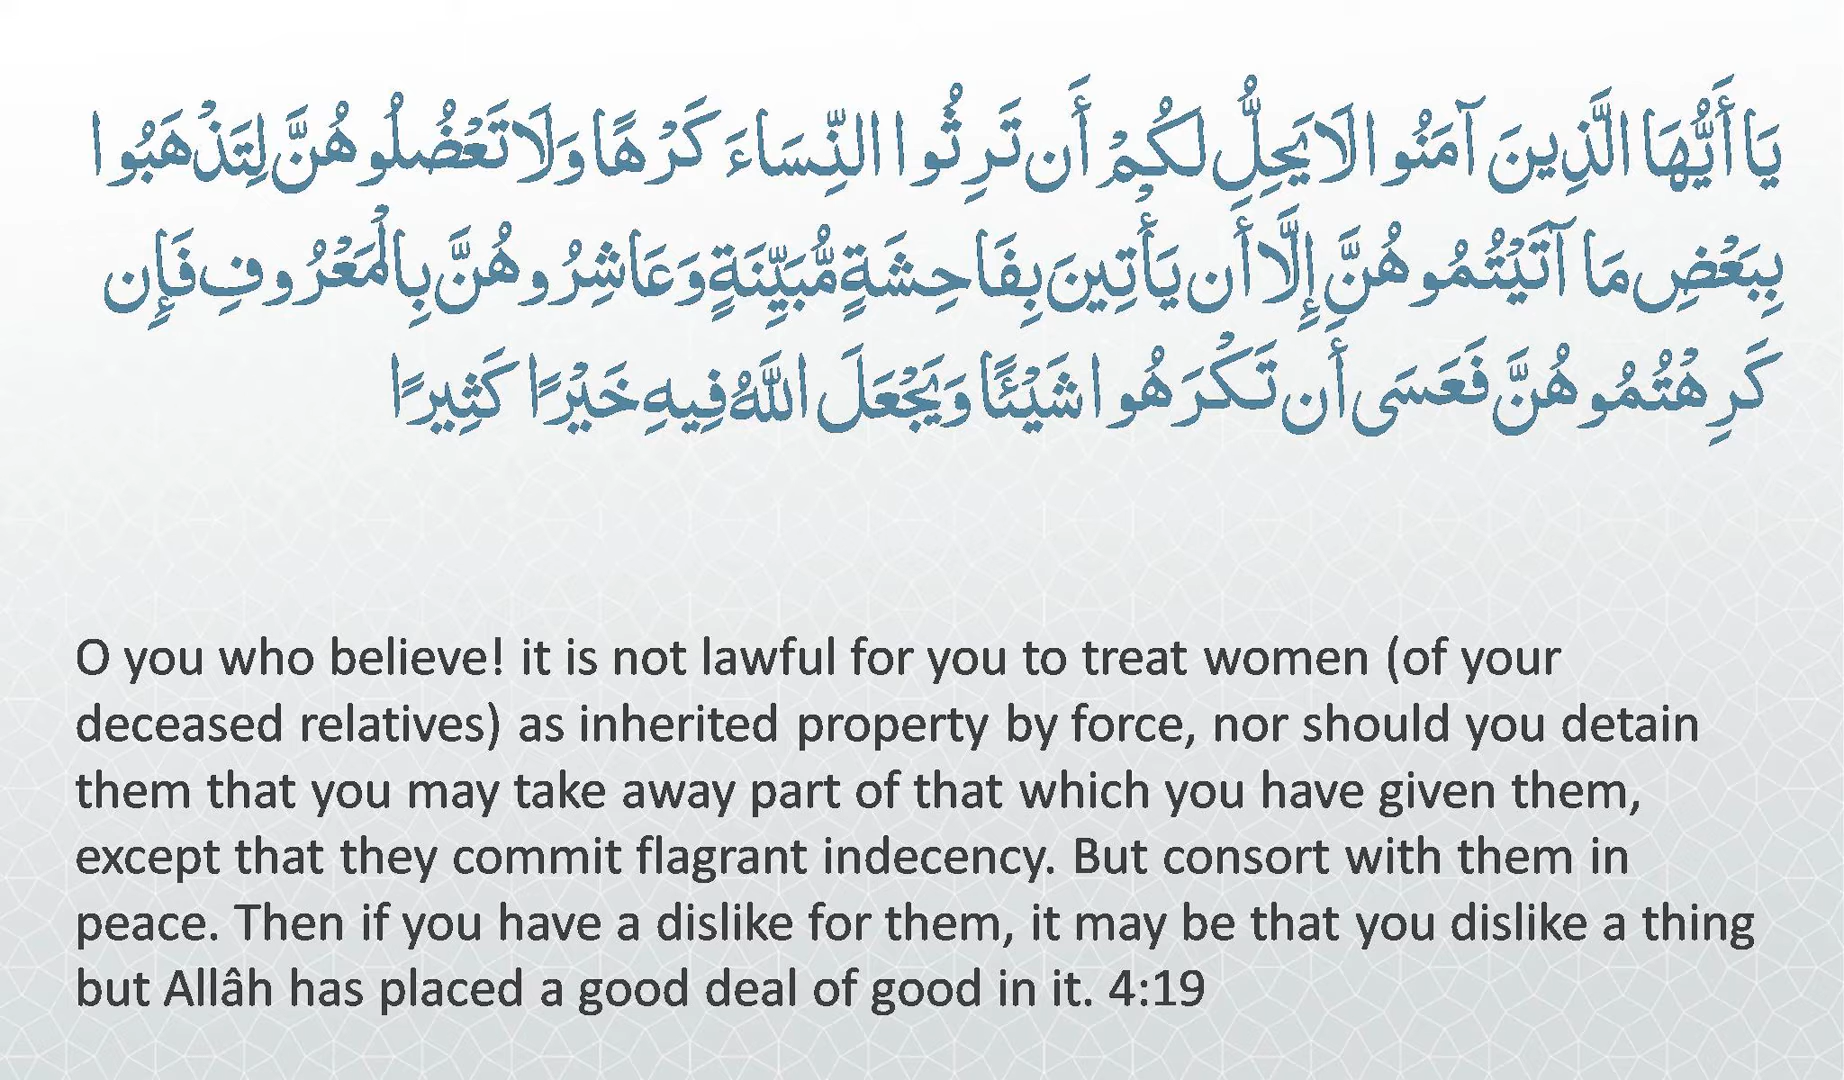 يَا أَيُّهَا الَّذِينَ آمَنُوا لَا يَحِلُّ لَكُمْ أَن تَرِثُوا النِّسَاءَ كَرْهًا وَلَا تَعْضُلُوهُنَّ لِتَذْهَبُوا
بِبَعْضِ مَا آتَيْتُمُوهُنَّ إِلَّا أَن يَأْتِينَ بِفَاحِشَةٍ مُّبَيِّنَةٍ وَعَاشِرُوهُنَّ بِالْمَعْرُوفِ فَإِن
كَرِهْتُمُوهُنَّ فَعَسَى أَن تَكْرَهُوا شَيْئًا وَيَجْعَلَ اللَّهُ فِيهِ خَيْرًا كَثِيرًا
O you who believe! it is not lawful for you to treat women (of your
deceased relatives) as inherited property by force, nor should you detain
them that you may take away part of that which you have given them,
except that they commit flagrant indecency. But consort with them in
peace. Then if you have a dislike for them, it may be that you dislike a thing
but Allâh has placed a good deal of good in it. 4:19